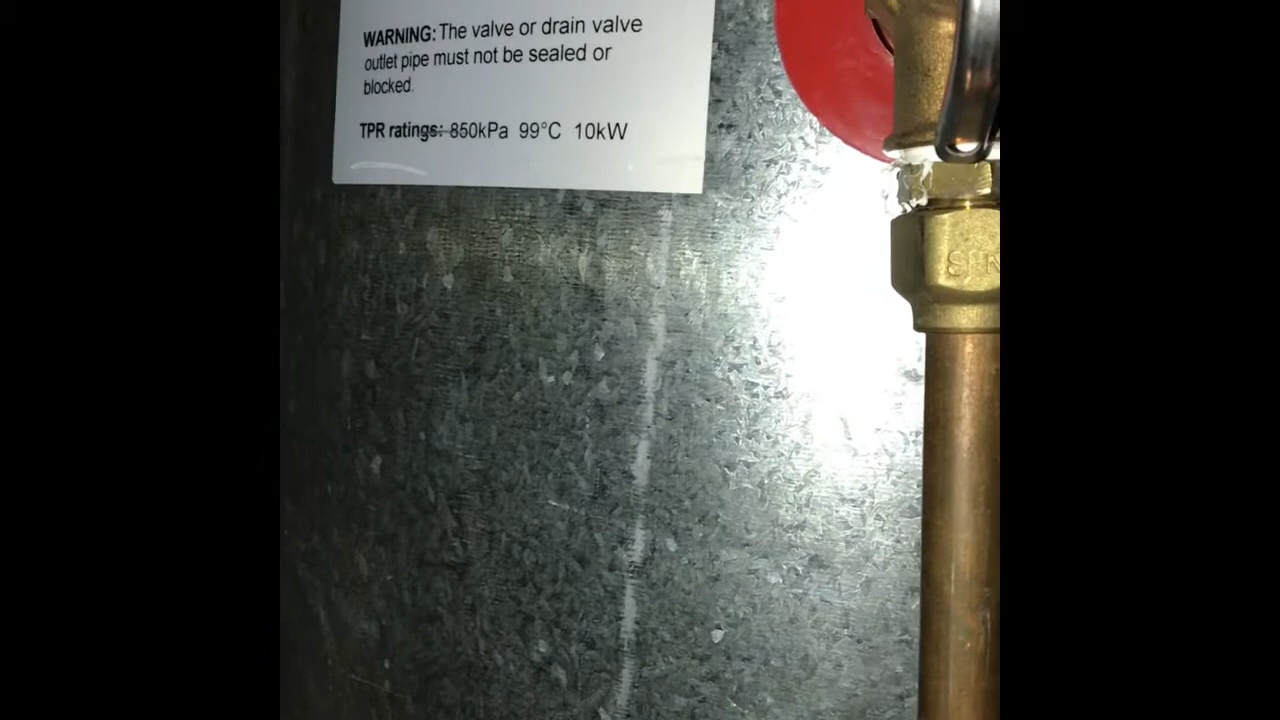 WARNING: The valve or drain valve
outlet pipe must not be sealed or
blocked.
TPR ratings: 850kPa 99°C 10kW